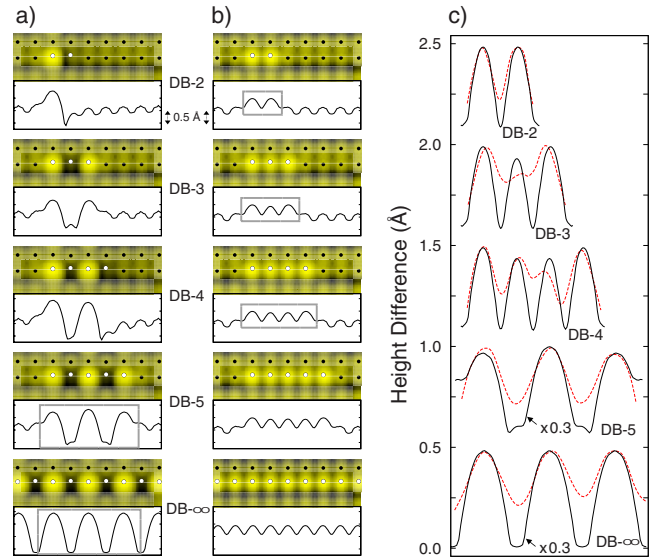 a) b) c)
DB-2
0.5 Å
DB-3
DB-4
DB-5
DB-∞
Height Difference (Å)
2.5
DB-2
2.0
DB-3
1.5
DB-4
1.0
DB-5
x0.3
0.5
DB-∞
x0.3
0.0